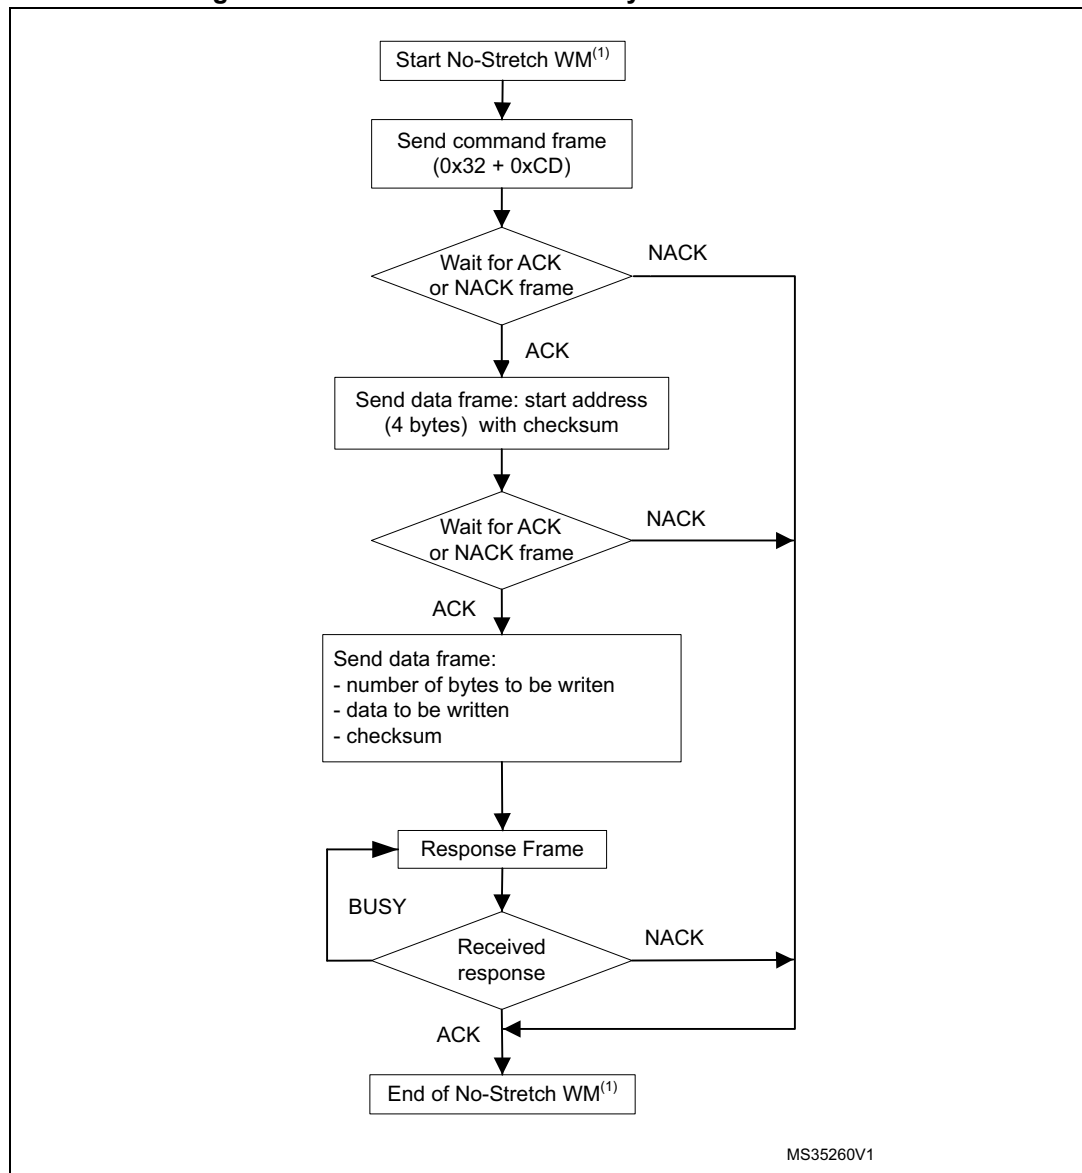 Start No-Stretch WM(1)
Send command frame
(0x32 + 0xCD)
Wait for ACK
or NACK frame
NACK
ACK
Send data frame: start address
(4 bytes) with checksum
Wait for ACK
or NACK frame
NACK
ACK
Send data frame:
- number of bytes to be writen
- data to be written
- checksum
Response Frame
BUSY
Received
response
NACK
ACK
End of No-Stretch WM(1)
MS35260V1